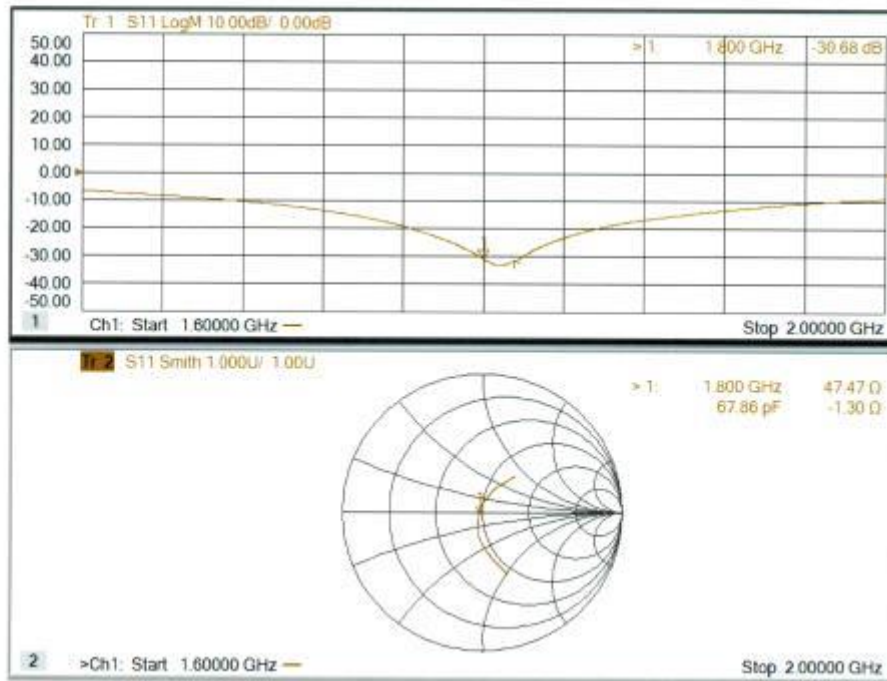 Tr 1 S11 LogM 10.00dB/ 0.00dB
50.00
> 1: 1.800 GHz -30.68 dB
40.00
30.00
20.00
10.00
0.00
-10.00
-20.00
-30.00
-40.00
-50.00
1 Ch1: Start 1.60000 GHz — Stop 2.00000 GHz
Tr 2 S11 Smith 1.000U/ 1.00U
> 1: 1.800 GHz 47.47 Ω
67.86 pF -1.30 Ω
2 >Ch1: Start 1.60000 GHz — Stop 2.00000 GHz